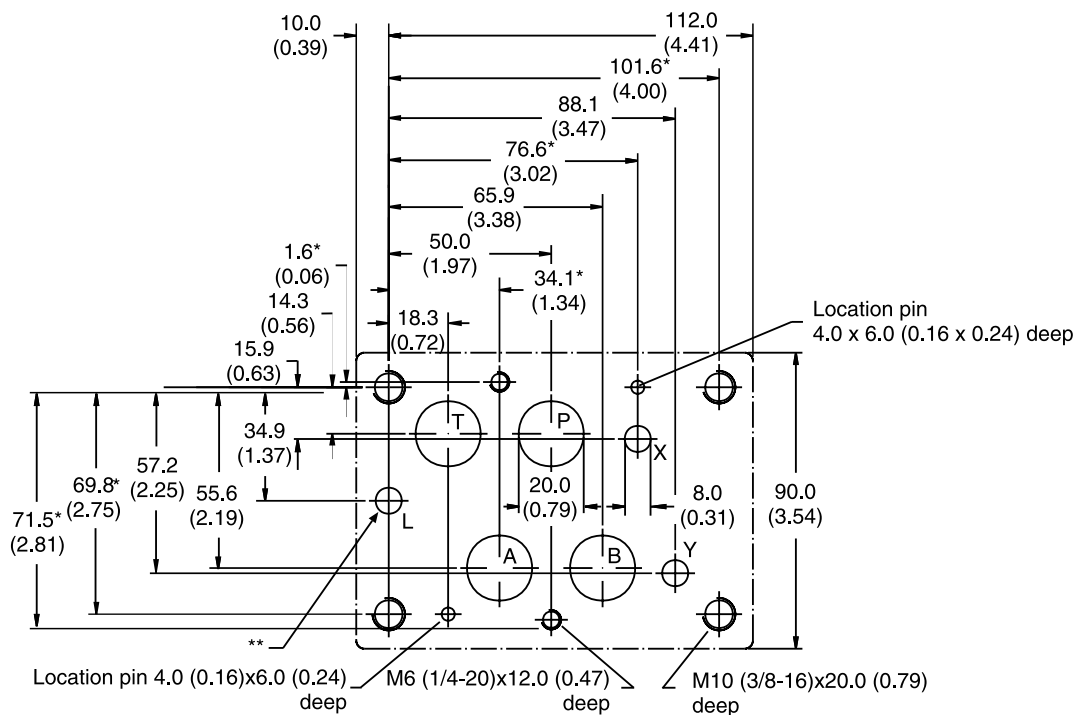 10.0
(0.39)
112.0
(4.41)
101.6*
(4.00)
88.1
(3.47)
76.6*
(3.02)
65.9
(3.38)
50.0
(1.97)
1.6*
(0.06)
34.1*
(1.34)
14.3
(0.56)
18.3
(0.72)
15.9
(0.63)
Location pin
4.0 x 6.0 (0.16 x 0.24) deep
T
P
X
34.9
(1.37)
57.2
(2.25)
55.6
(2.19)
69.8*
(2.75)
71.5*
(2.81)
20.0
(0.79)
8.0
(0.31)
90.0
(3.54)
L
A
B
Y
**
Location pin 4.0 (0.16)x6.0 (0.24)
deep
M6 (1/4-20)x12.0 (0.47)
deep
M10 (3/8-16)x20.0 (0.79)
deep